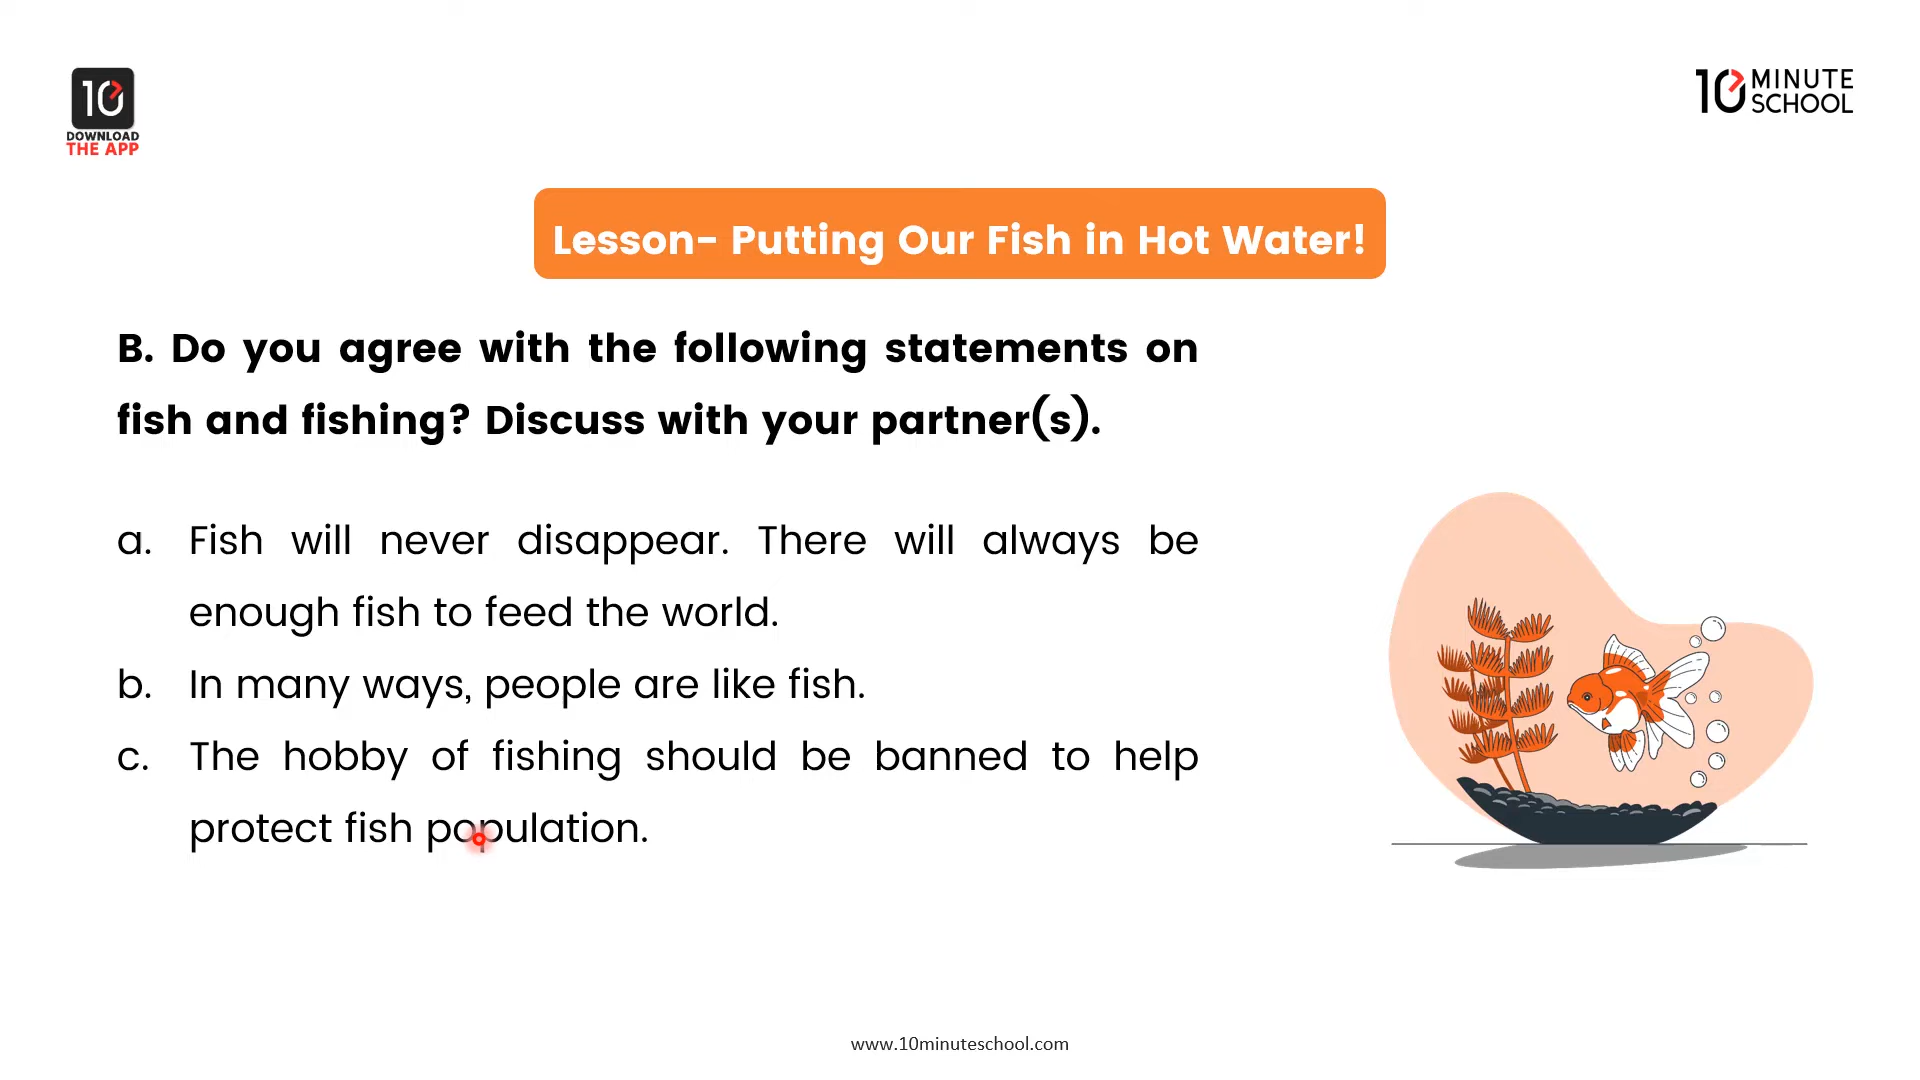 10
DOWNLOAD
THE APP
10 MINUTE
SCHOOL
Lesson- Putting Our Fish in Hot Water!
B. Do you agree with the following statements on
fish and fishing? Discuss with your partner(s).
a. Fish will never disappear. There will always be
enough fish to feed the world.
b. In many ways, people are like fish.
c. The hobby of fishing should be banned to help
protect fish population.
www.10minuteschool.com